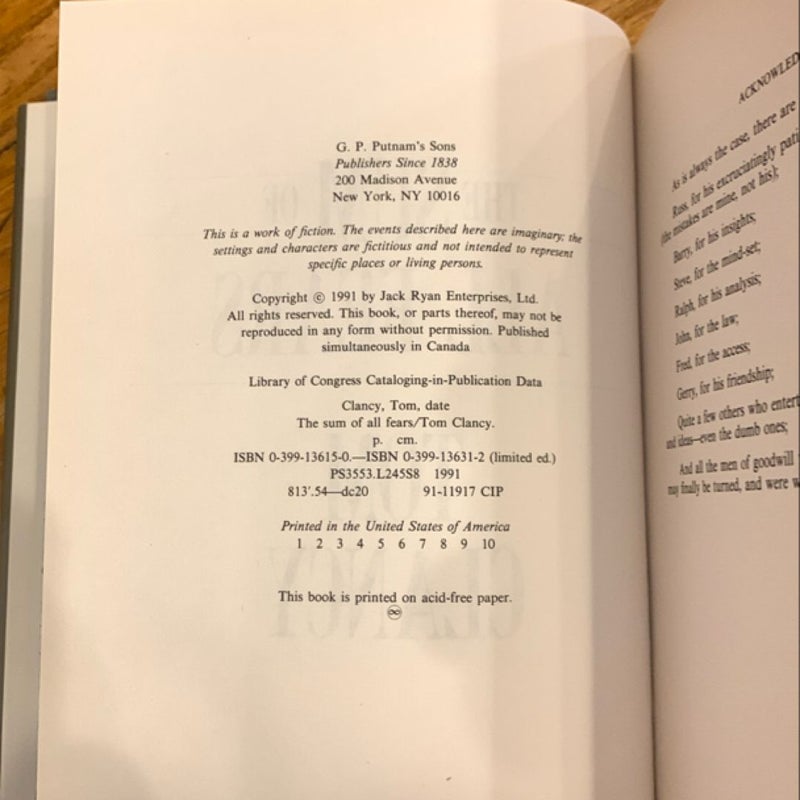 G. P. Putnam's Sons
Publishers Since 1838
200 Madison Avenue
New York, NY 10016
This is a work of fiction. The events described here are imaginary; the
settings and characters are fictitious and not intended to represent
specific places or living persons.
Copyright © 1991 by Jack Ryan Enterprises, Ltd.
All rights reserved. This book, or parts thereof, may not be
reproduced in any form without permission. Published
simultaneously in Canada
Library of Congress Cataloging-in-Publication Data
Clancy, Tom, date
The sum of all fears/Tom Clancy.
p. cm.
ISBN 0-399-13615-0.—ISBN 0-399-13631-2 (limited ed.)
PS3553.L245S8 1991
813'.54—dc20 91-11917 CIP
Printed in the United States of America
1 2 3 4 5 6 7 8 9 10
This book is printed on acid-free paper.
♾
ACKNOWLED
As is always the case, there are
Russ, for his excruciatingly pati
(the mistakes are mine, not his);
Barry, for his insights;
Steve, for the mind-set;
Ralph, for his analysis;
John, for the law;
Fred, for the access;
Gerry, for his friendship;
Quite a few others who entert
and ideas—even the dumb ones;
And all the men of goodwill
may finally be turned, and were w